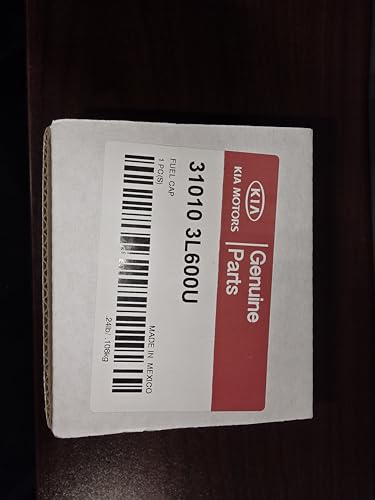 KIA
KIA MOTORS
Genuine
Parts
31010 3L600U
FUEL CAP
1 PC(S)
MADE IN MEXICO
.24lb/ .108kg